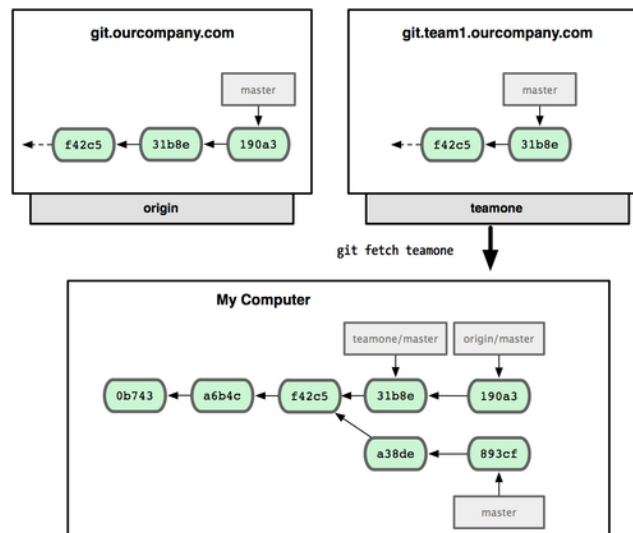 git.ourcompany.com
master
f42c5 31b8e 190a3
origin
git.team1.ourcompany.com
master
f42c5 31b8e
teamone
git fetch teamone
My Computer
teamone/master origin/master
0b743 a6b4c f42c5 31b8e 190a3
a38de 893cf
master